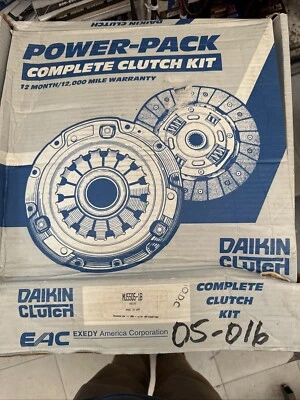 POWER-PACK
COMPLETE CLUTCH KIT
12 MONTH/12,000 MILE WARRANTY
DAIKIN
CLUTCH
DAIKIN
CLUTCH
COMPLETE
CLUTCH
KIT
ODC
EAC EXEDY America Corporation
05-016